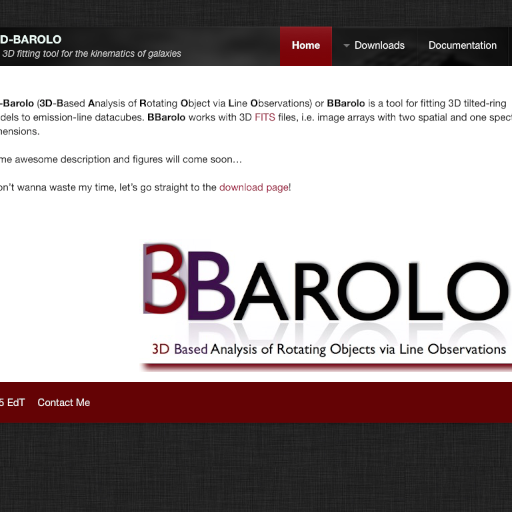 D-BAROLO
Home
Downloads
Documentation
3D fitting tool for the kinematics of galaxies
-Barolo (3D-Based Analysis of Rotating Object via Line Observations) or BBarolo is a tool for fitting 3D tilted-ring
dels to emission-line datacubes. BBarolo works with 3D FITS files, i.e. image arrays with two spatial and one spect
nensions.
me awesome description and figures will come soon…
on't wanna waste my time, let's go straight to the download page!
3BBAROLO
3D Based Analysis of Rotating Objects via Line Observations
5 EdT
Contact Me